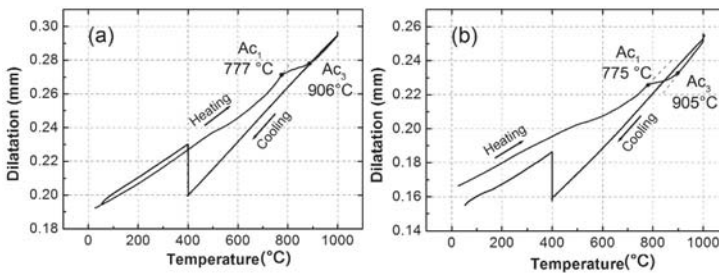 (a)
Ac1
777 °C
Ac3
906°C
Heating
Cooling
Dilatation (mm)
0.30
0.28
0.26
0.24
0.22
0.20
0.18
0 200 400 600 800 1000
Temperature(°C)
(b)
Ac1
775 °C
Ac3
905°C
Heating
Cooling
Dilatation (mm)
0.26
0.24
0.22
0.20
0.18
0.16
0.14
0 200 400 600 800 1000
Temperature(°C)